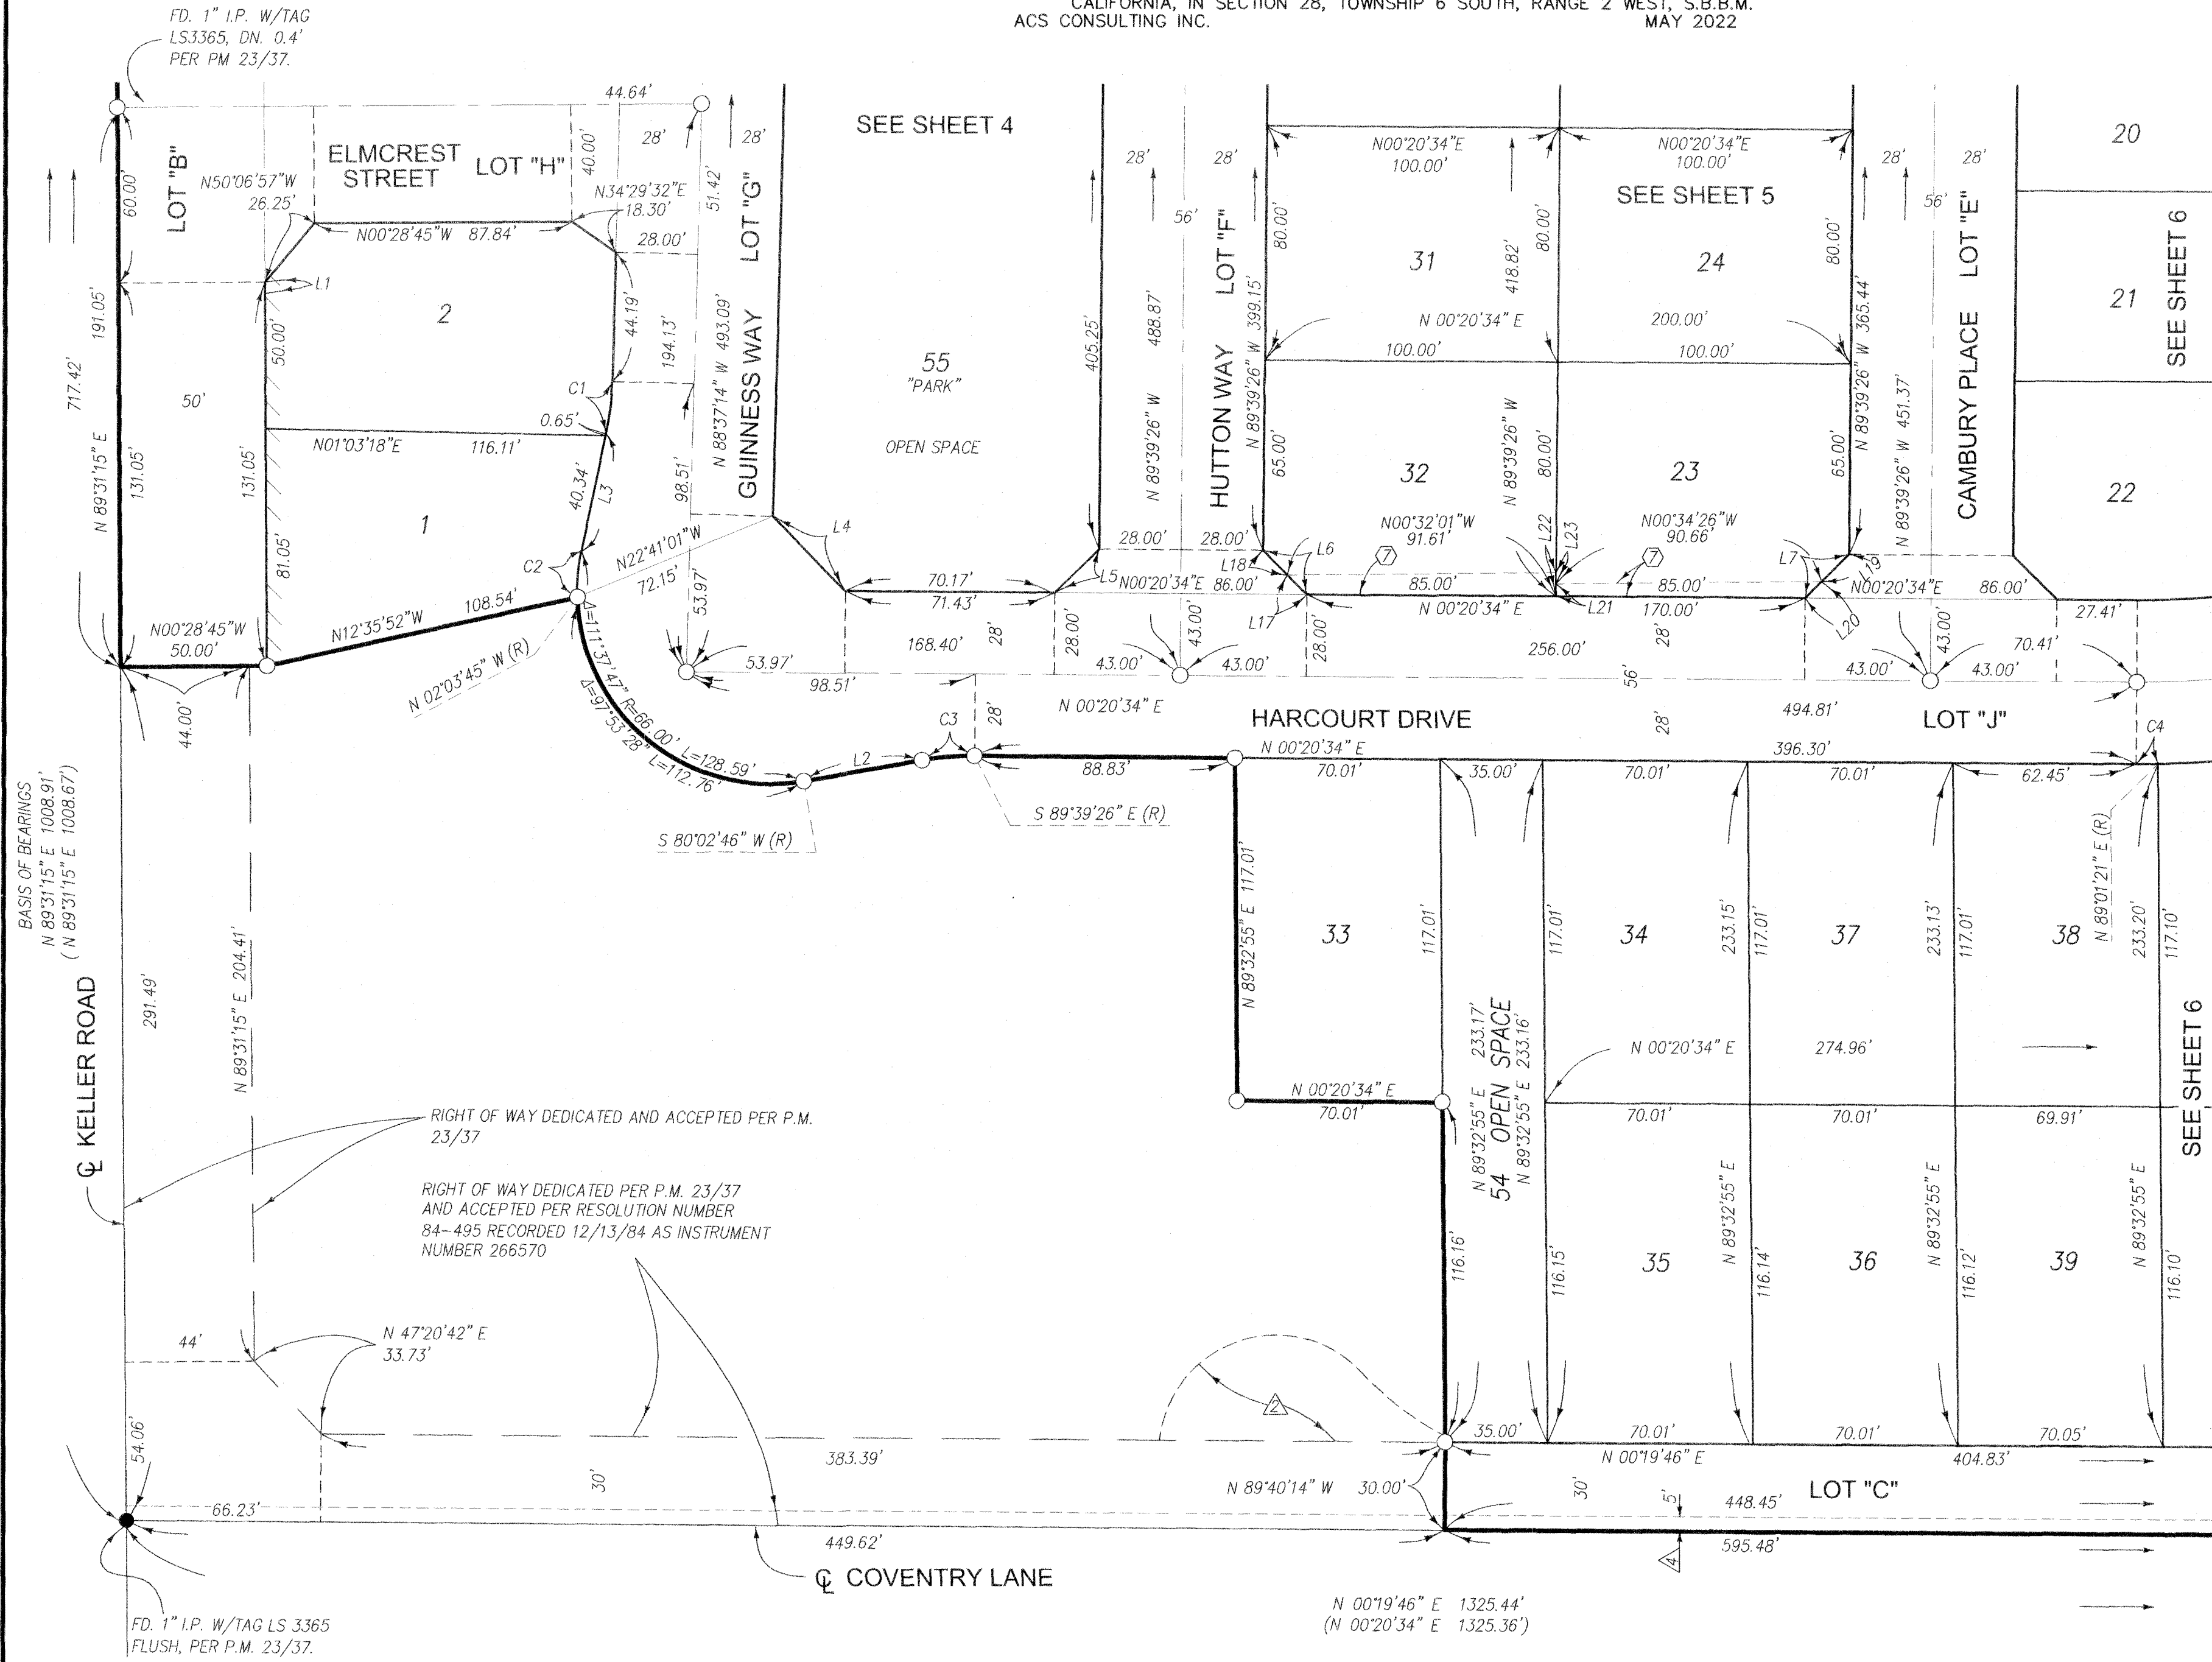 CALIFORNIA, IN SECTION 28, TOWNSHIP 6 SOUTH, RANGE 2 WEST, S.B.B.M.
ACS CONSULTING INC. MAY 2022
FD. 1" I.P. W/TAG
LS3365, DN. 0.4'
PER PM 23/37.
44.64'
28'
28'
SEE SHEET 4
ELMCREST
STREET
LOT "H"
40.00'
LOT "B"
60.00'
N50°06'57"W
26.25'
N34°29'32"E
18.30'
51.42'
N00°28'45"W 87.84'
28.00'
L1
2
44.19'
194.13'
50.00'
191.05'
717.42'
50'
C1
0.65'
N01°03'18"E 116.11'
N 89°31'15" E
131.05'
131.05'
81.05'
1
40.34'
L3
98.51'
GUINNESS WAY LOT "G"
N 88°37'14" W 493.09'
55
"PARK"
OPEN SPACE
405.25'
28'
28'
56'
488.87'
N 89°39'26" W
HUTTON WAY LOT "F"
N 89°39'26" W 399.15'
80.00'
65.00'
N00°20'34"E
100.00'
N00°20'34"E
100.00'
SEE SHEET 5
31
418.82'
80.00'
24
80.00'
N 00°20'34" E 200.00'
100.00'
100.00'
32
N 89°39'26" W
80.00'
23
65.00'
N 89°39'26" W 365.44'
28'
28'
56'
N 89°39'26" W 451.37'
CAMBURY PLACE LOT "E"
20
21
22
SEE SHEET 6
C2
N22°41'01"W
72.15'
53.97'
L4
70.17'
71.43'
L5
28.00'
28.00'
L6
L18
N00°20'34"E 86.00'
L17
N00°32'01"W
91.61'
7
85.00'
L22
L23
L21
N00°34'26"W
90.66'
7
85.00'
N 00°20'34" E 170.00'
L7
L19
L20
N00°20'34"E 86.00'
27.41'
N00°28'45"W
50.00'
44.00'
N12°35'52"W 108.54'
N 02°03'45" W (R)
Δ=111°37'47" R=66.00' L=128.59'
Δ=97°53'28" L=112.76'
53.97'
98.51'
168.40'
28'
28.00'
43.00'
43.00'
43.00'
28.00'
256.00'
28'
56'
28'
43.00'
43.00'
43.00'
70.41'
L2
C3
28'
N 00°20'34" E
HARCOURT DRIVE
494.81'
LOT "J"
C4
88.83'
N 00°20'34" E
396.30'
70.01'
35.00'
70.01'
70.01'
62.45'
S 80°02'46" W (R)
S 89°39'26" E (R)
N 89°01'21" E (R)
BASIS OF BEARINGS
N 89°31'15" E 1008.91'
( N 89°31'15" E 1008.67')
℄ KELLER ROAD
291.49'
N 89°31'15" E 204.41'
N 89°32'55" E 117.01'
33
117.01'
117.01'
34
233.15'
117.01'
37
233.13'
117.01'
38
233.20'
117.10'
N 89°32'55" E 233.17'
54 OPEN SPACE
N 89°32'55" E 233.16'
N 00°20'34" E 274.96'
N 00°20'34" E
70.01'
70.01'
70.01'
69.91'
SEE SHEET 6
RIGHT OF WAY DEDICATED AND ACCEPTED PER P.M.
23/37
RIGHT OF WAY DEDICATED PER P.M. 23/37
AND ACCEPTED PER RESOLUTION NUMBER
84-495 RECORDED 12/13/84 AS INSTRUMENT
NUMBER 266570
116.16'
116.15'
35
N 89°32'55" E
116.14'
36
N 89°32'55" E
116.12'
39
N 89°32'55" E
116.10'
44'
N 47°20'42" E
33.73'
2
54.06'
383.39'
35.00'
70.01'
70.01'
70.05'
N 00°19'46" E
404.83'
N 89°40'14" W 30.00'
30'
30'
5'
448.45'
LOT "C"
66.23'
449.62'
4
595.48'
℄ COVENTRY LANE
N 00°19'46" E 1325.44'
(N 00°20'34" E 1325.36')
FD. 1" I.P. W/TAG LS 3365
FLUSH, PER P.M. 23/37.